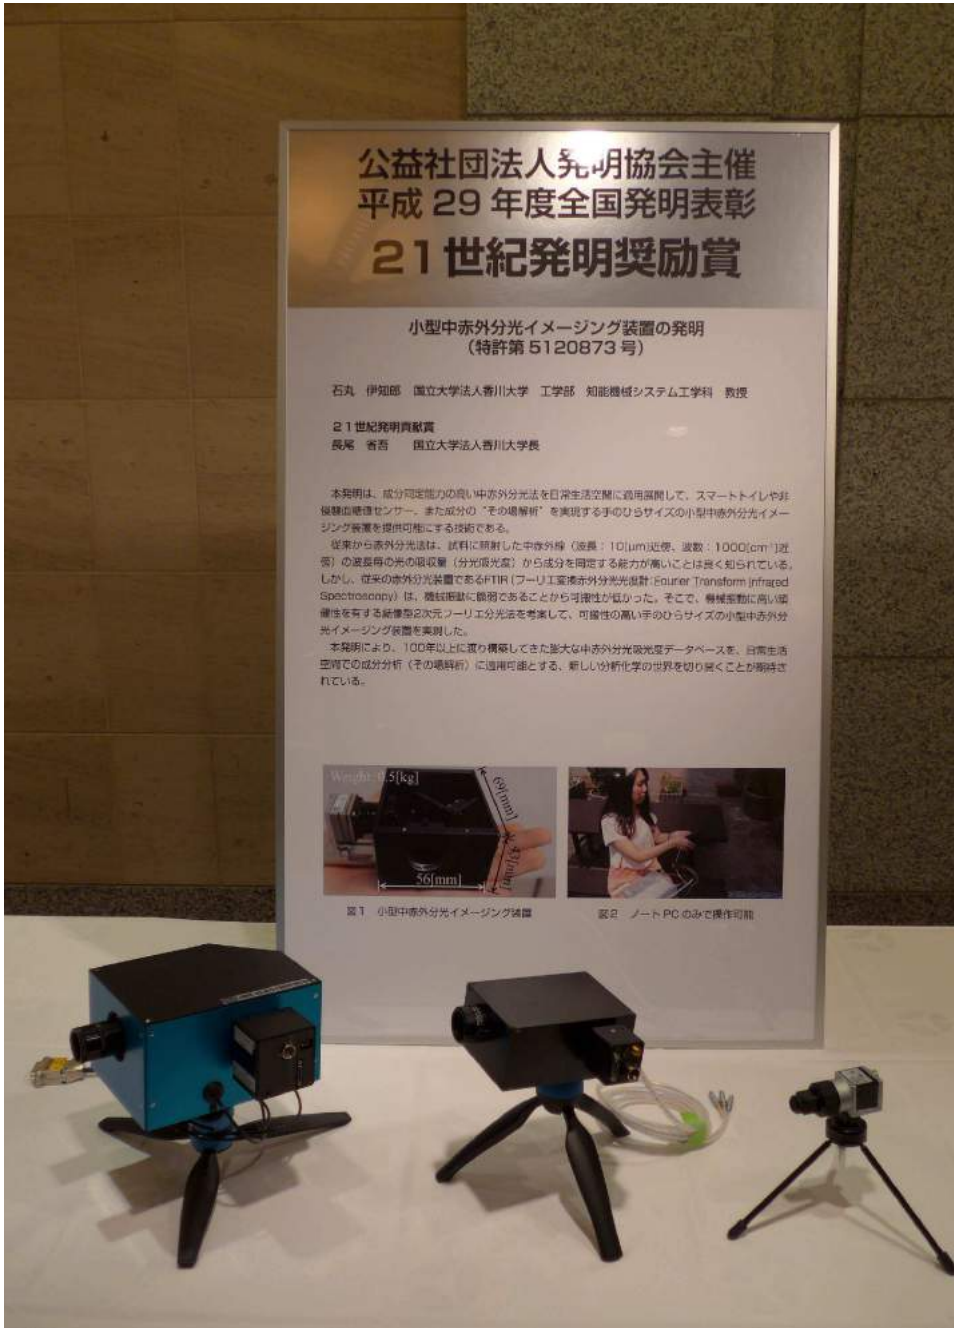 公益社団法人発明協会主催
平成 29 年度全国発明表彰
21世紀発明奨励賞
小型中赤外分光イメージング装置の発明
(特許第 5120873 号)
石丸 伊知郎 国立大学法人香川大学 工学部 知能機械システム工学科 教授
21世紀発明貢献賞
長尾 省吾 国立大学法人香川大学長
本発明は、成分同定能力の良い中赤外分光法を日常生活空間に適用展開して、スマートトイレや非
侵襲血糖値センサー、また成分の“その場解析”を実現する手のひらサイズの小型中赤外分光イメー
ジング装置を提供可能にする技術である。
従来から赤外分光法は、試料に照射した中赤外線（波長：10[μm]近傍、波数：1000[cm⁻¹]近
傍）の波長毎の光の吸収量（分光吸光度）から成分を同定する能力が高いことは良く知られている。
しかし、従来の赤外分光装置であるFTIR (フーリエ変換赤外分光光度計: Fourier Transform Infrared
Spectroscopy) は、機械振動に脆弱であることから可搬性が低かった。そこで、機械振動に高い頑
健性を有する結像型2次元フーリエ分光法を考案して、可搬性の高い手のひらサイズの小型中赤外分
光イメージング装置を実現した。
本発明により、100年以上に渡り構築してきた膨大な中赤外分光吸光度データベースを、日常生活
空間での成分分析（その場解析）に適用可能とする、新しい分析化学の世界を切り開くことが期待さ
れている。
Weight: 0.5[kg]
69[mm]
43[mm]
56[mm]
図1 小型中赤外分光イメージング装置
図2 ノート PC のみで操作可能